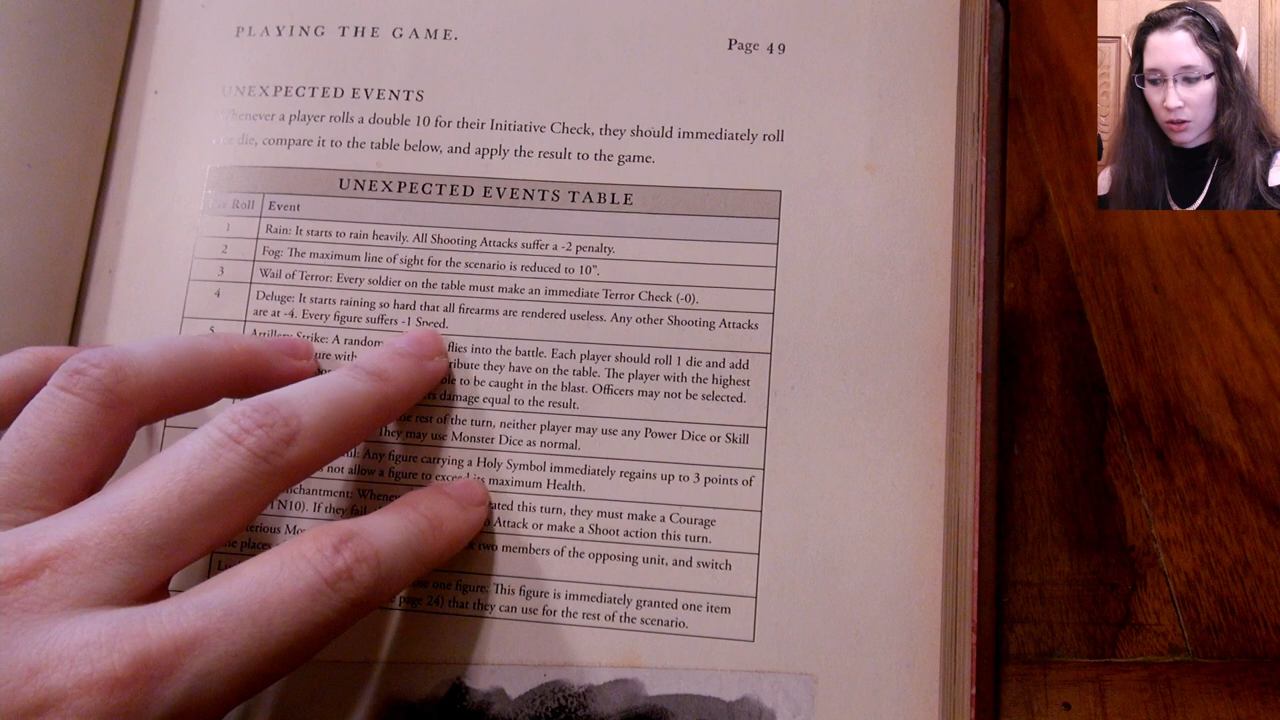 PLAYING THE GAME.
Page 49
UNEXPECTED EVENTS
Whenever a player rolls a double 10 for their Initiative Check, they should immediately roll
die, compare it to the table below, and apply the result to the game.
UNEXPECTED EVENTS TABLE
Roll Event
1 Rain: It starts to rain heavily. All Shooting Attacks suffer a -2 penalty.
2 Fog: The maximum line of sight for the scenario is reduced to 10”.
3 Wail of Terror: Every soldier on the table must make an immediate Terror Check (-0).
4 Deluge: It starts raining so hard that all firearms are rendered useless. Any other Shooting Attacks
are at -4. Every figure suffers -1 Speed.
5 Artillery Strike: A random flies into the battle. Each player should roll 1 die and add
with they have on the table. The player with the highest
to be caught in the blast. Officers may not be selected.
damage equal to the result.
rest of the turn, neither player may use any Power Dice or Skill
They may use Monster Dice as normal.
Any figure carrying a Holy Symbol immediately regains up to 3 points of
not allow a figure to exceed its maximum Health.
this turn, they must make a Courage
If they Attack or make a Shoot action this turn.
two members of the opposing unit, and switch
places
one figure. This figure is immediately granted one item
page 24) that they can use for the rest of the scenario.